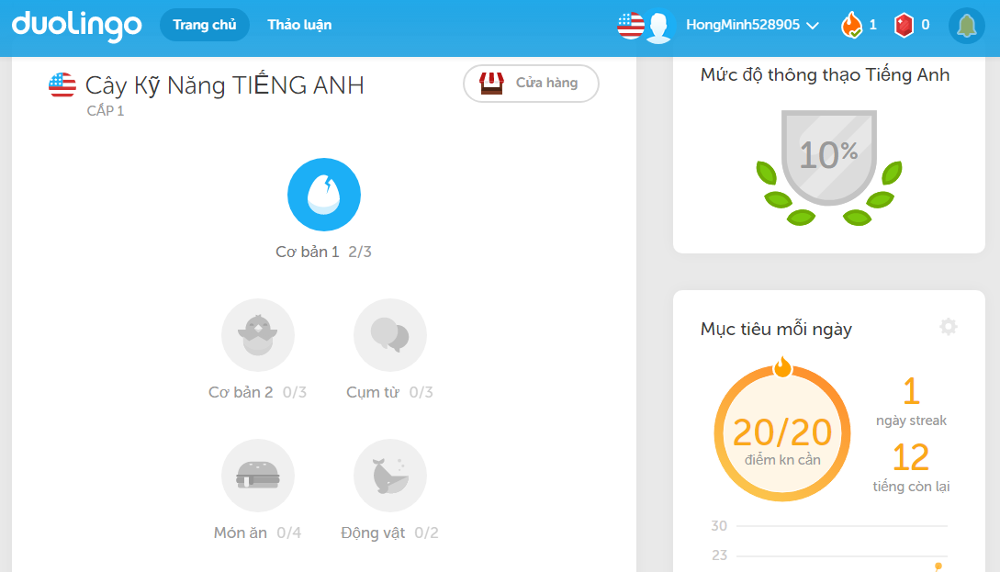 duolingo Trang chủ Thảo luận HongMinh528905 1 0
Cây Kỹ Năng TIẾNG ANH
CẤP 1
Cửa hàng
Cơ bản 1 2/3
Cơ bản 2 0/3 Cụm từ 0/3
Món ăn 0/4 Động vật 0/2
Mức độ thông thạo Tiếng Anh
10%
Mục tiêu mỗi ngày
20/20
điểm kn cần
1
ngày streak
12
tiếng còn lại
30
23